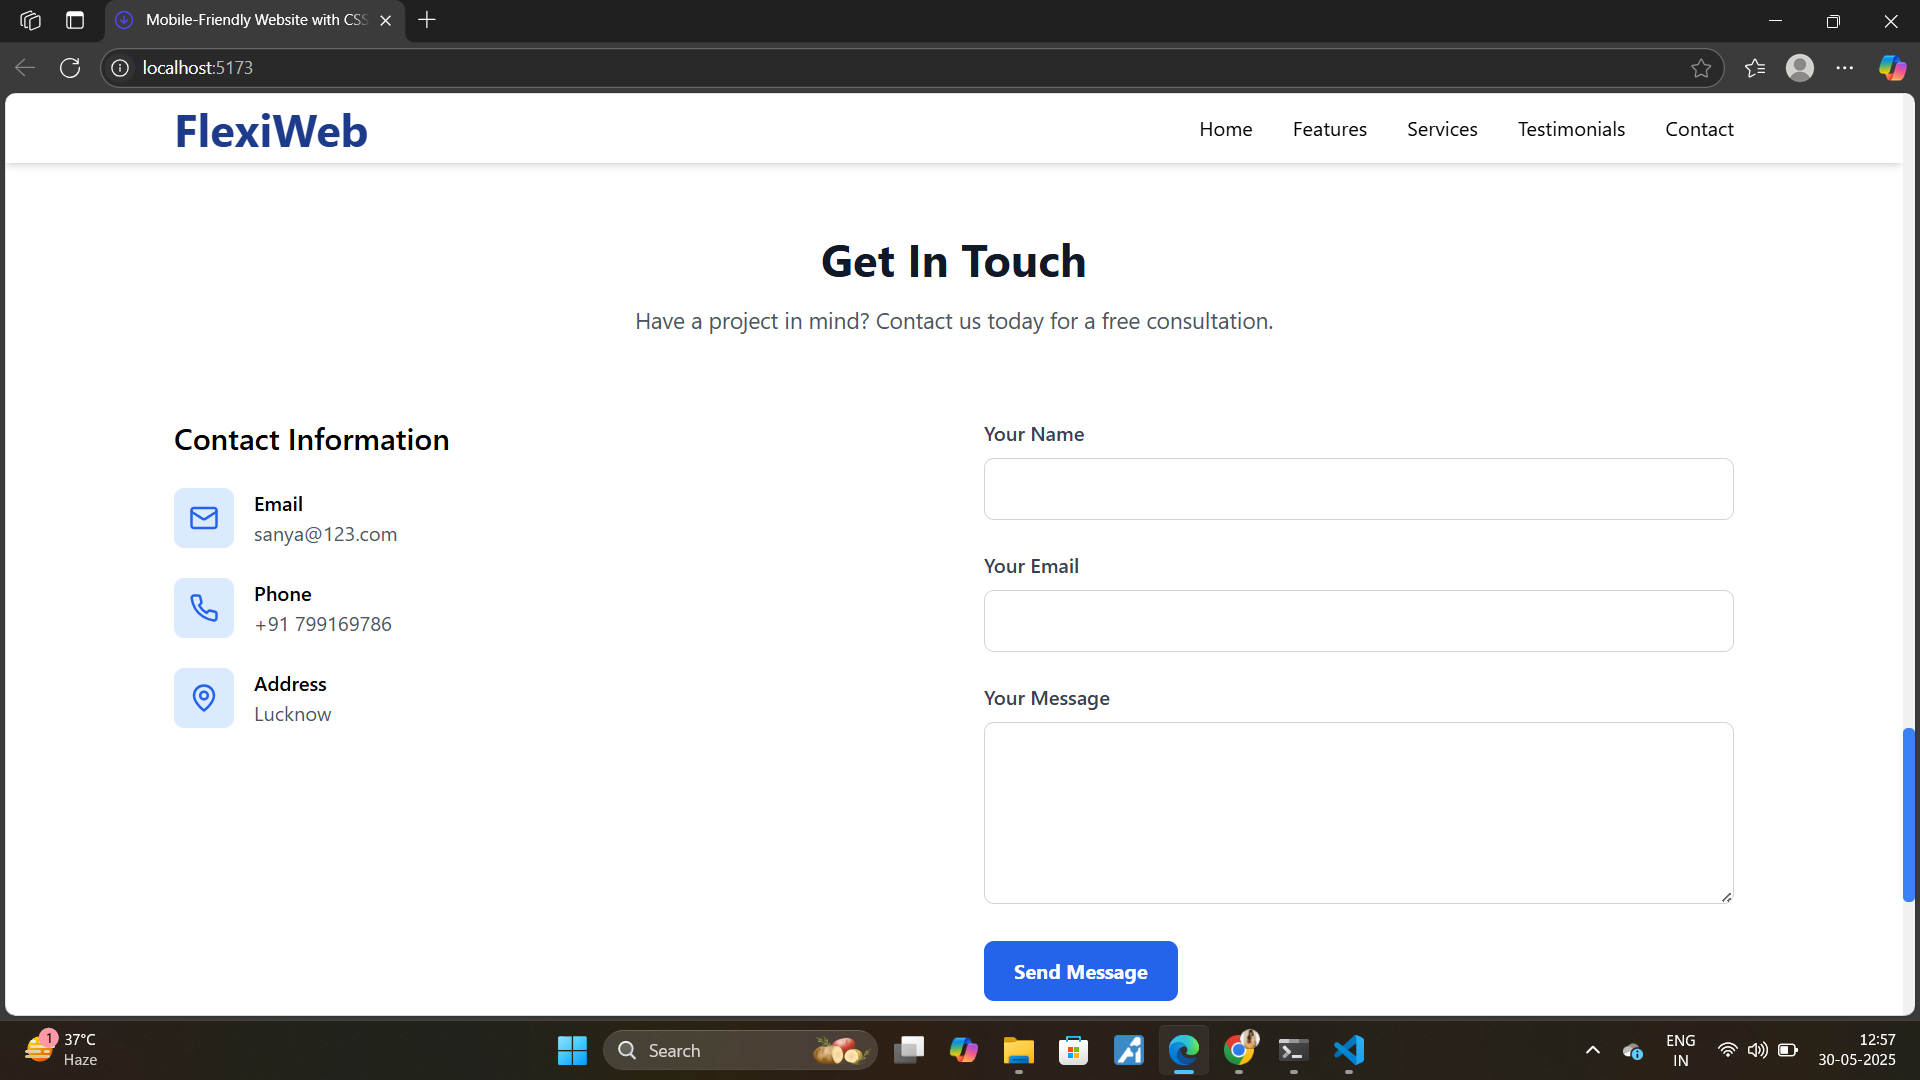 Mobile-Friendly Website with CSS
localhost:5173
FlexiWeb
Home Features Services Testimonials Contact
Get In Touch
Have a project in mind? Contact us today for a free consultation.
Contact Information
Email
sanya@123.com
Phone
+91 799169786
Address
Lucknow
Your Name
Your Email
Your Message
Send Message
1
37°C
Haze
Search
ENG
IN
12:57
30-05-2025